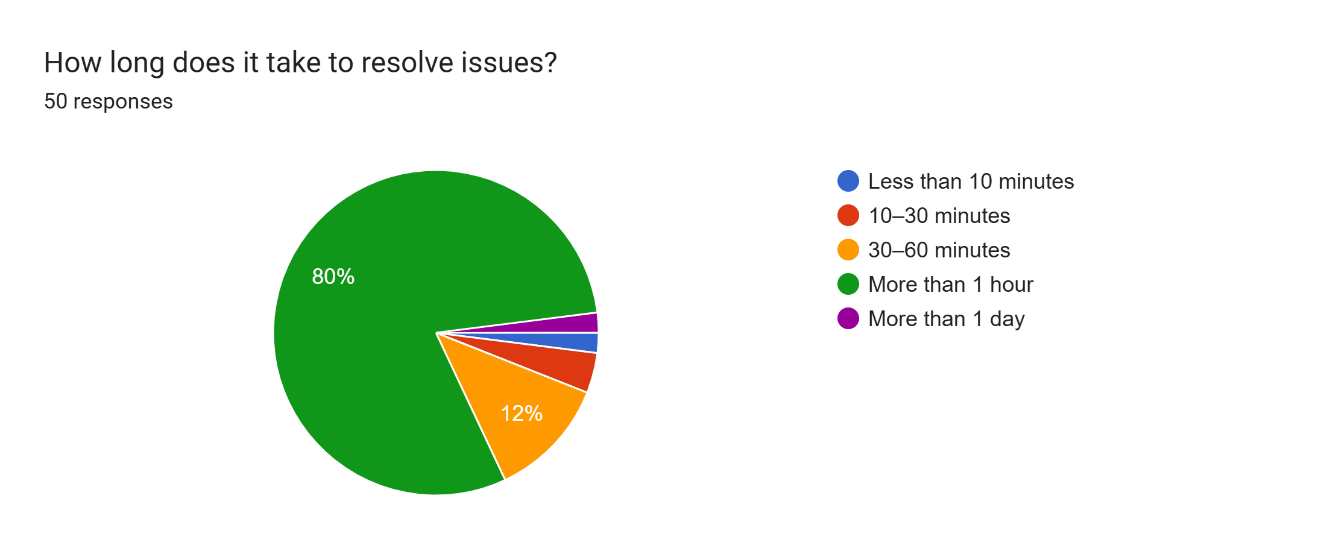 How long does it take to resolve issues?
50 responses
80%
12%
Less than 10 minutes
10–30 minutes
30–60 minutes
More than 1 hour
More than 1 day